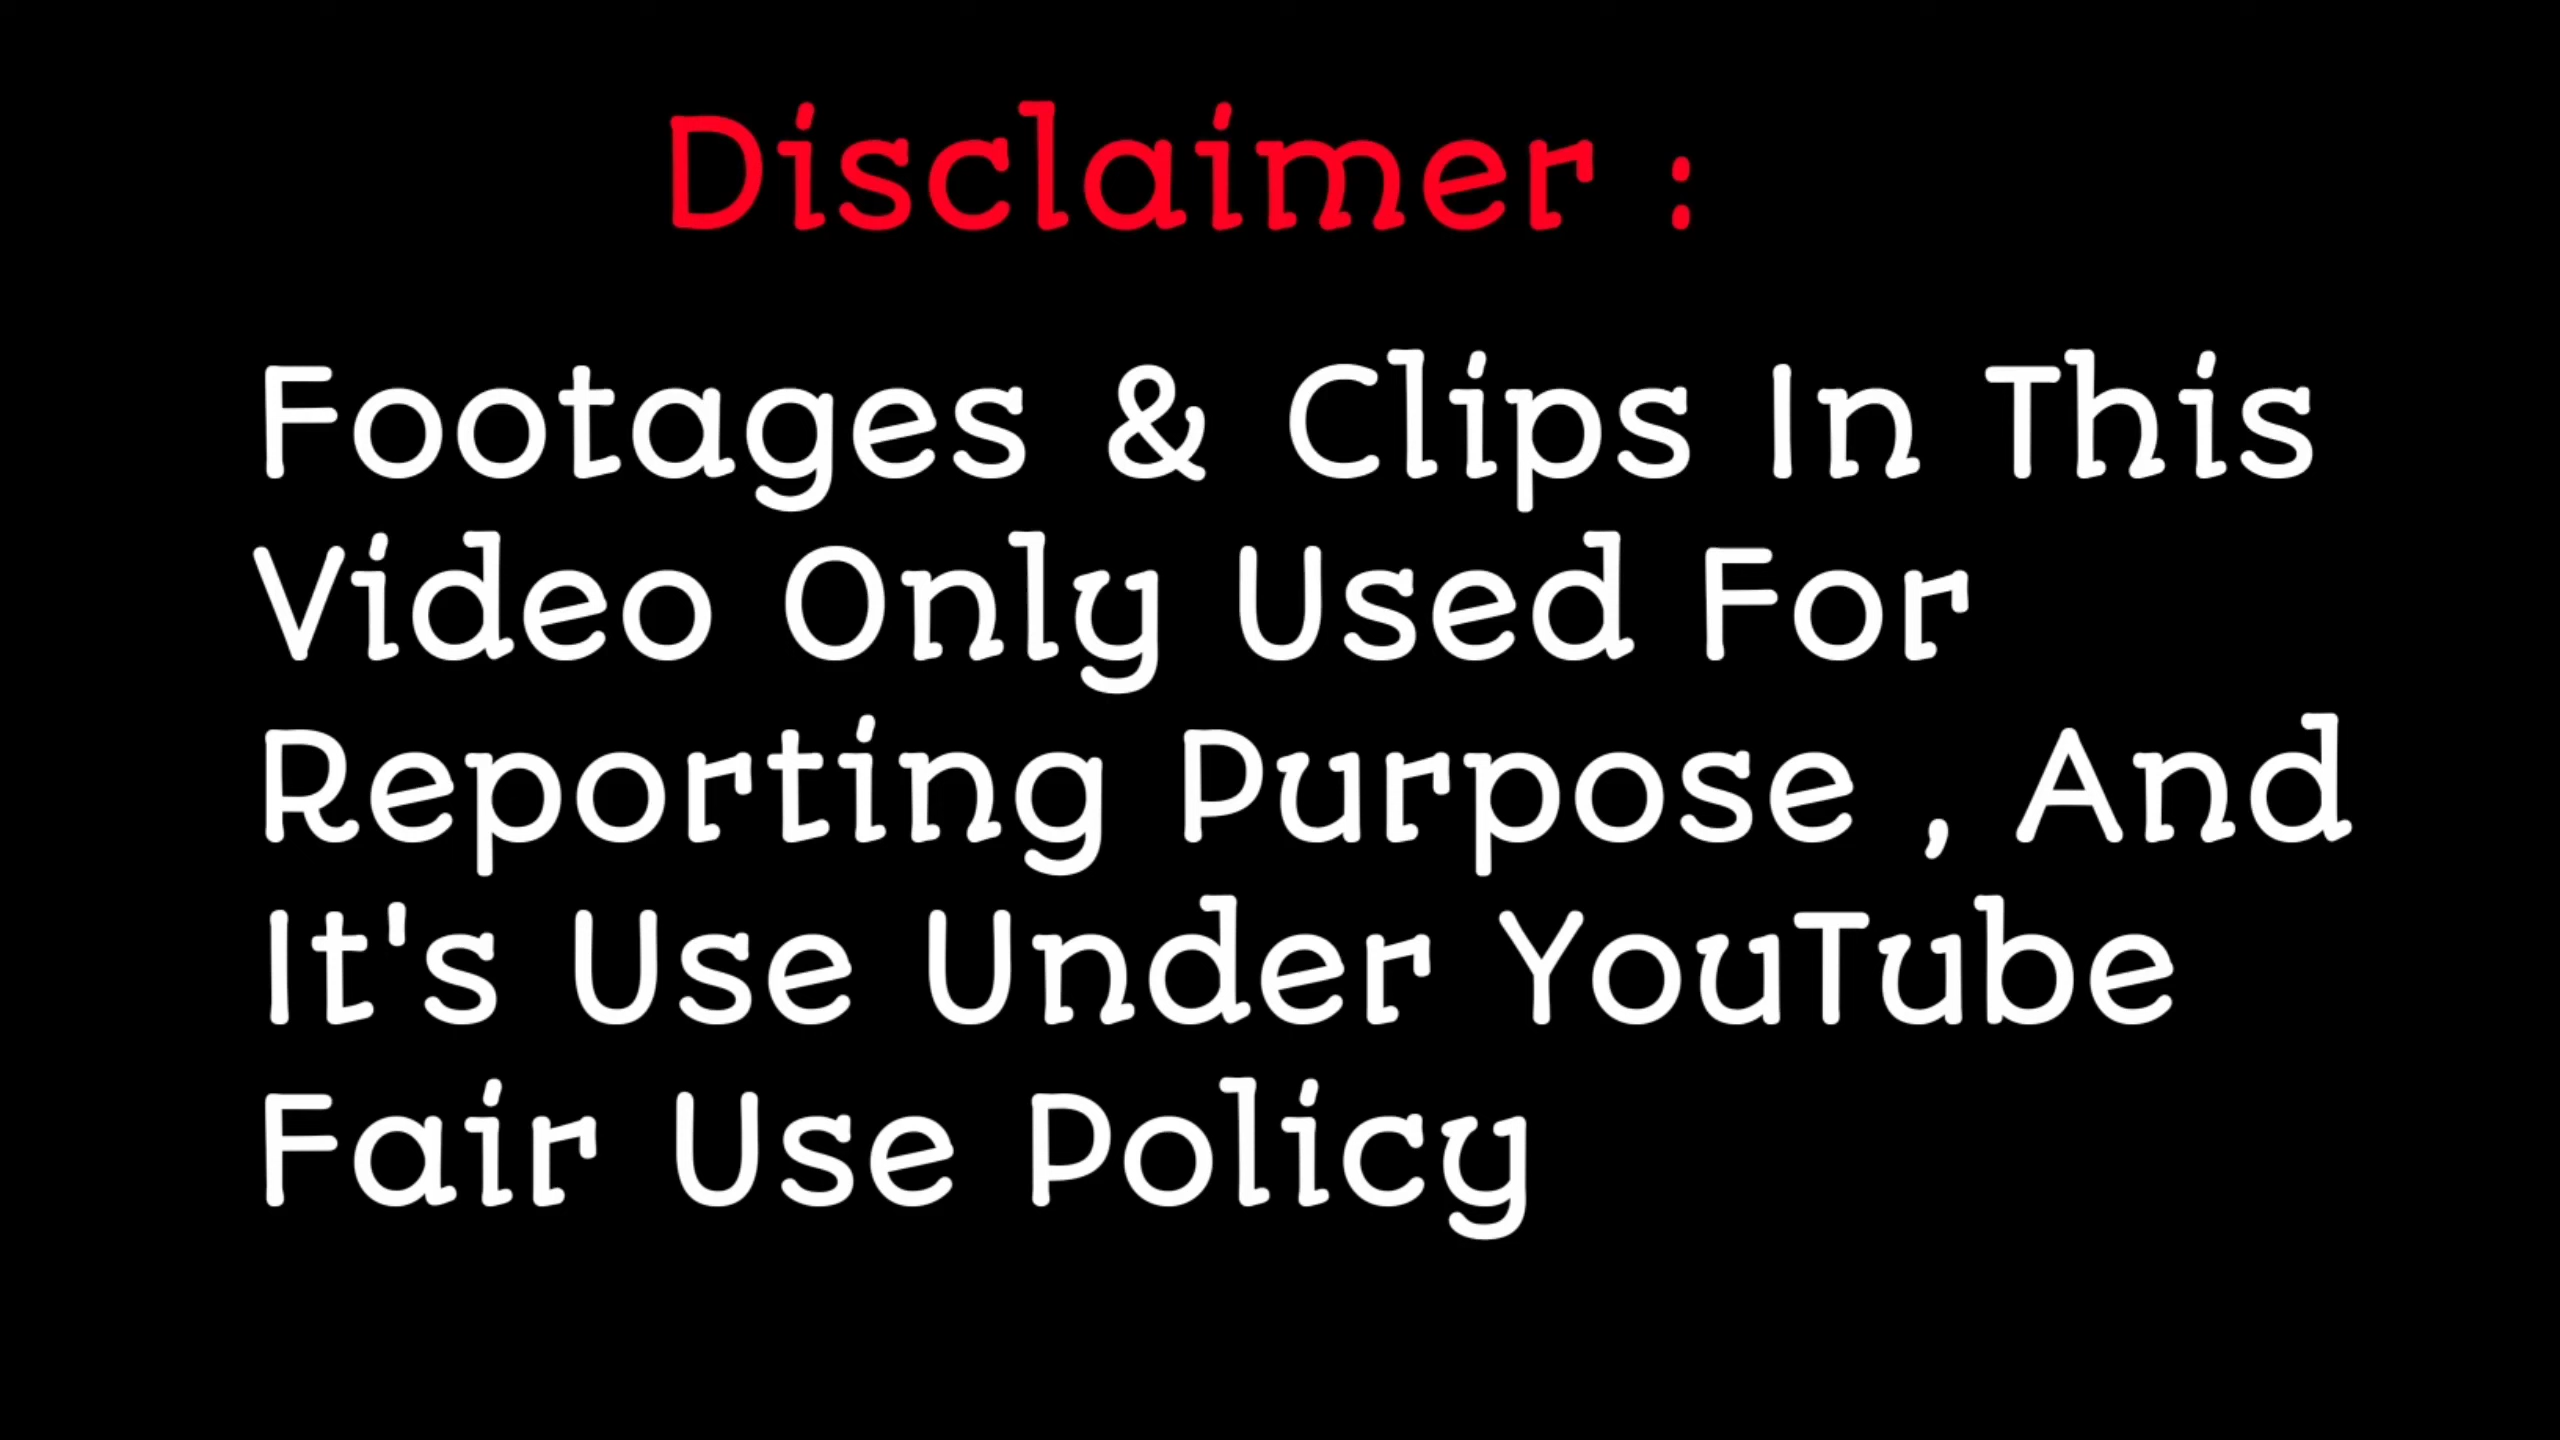 Disclaimer :
Footages & Clips In This
Video Only Used For
Reporting Purpose , And
It's Use Under YouTube
Fair Use Policy